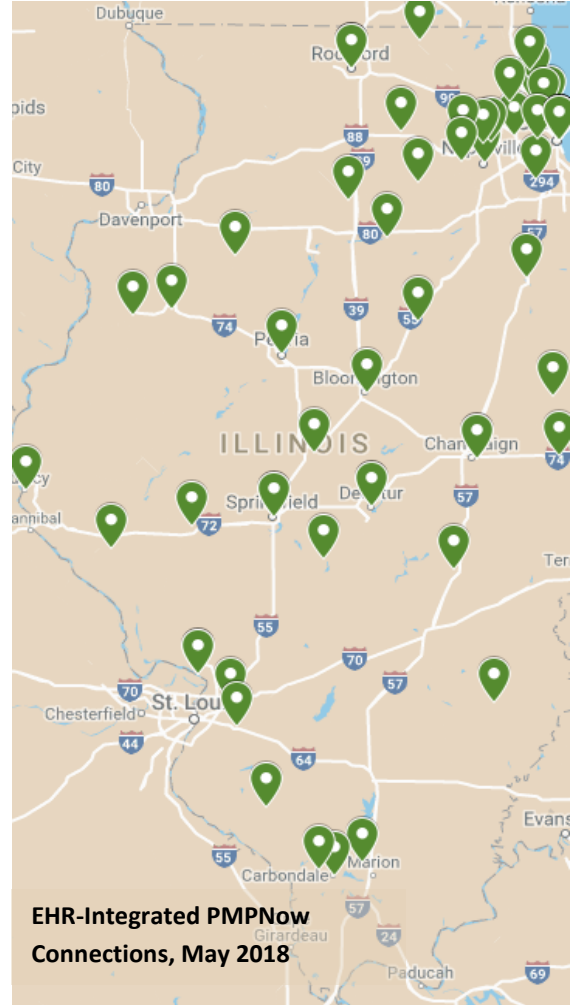 Dubuque
Rockford
90
pids
88
39
Naperville
City
80
294
Davenport
80
57
39
55
74
Peoria
Bloomington
ILLINOIS
Champaign
74
Decatur
57
Springfield
72
annibal
Ter
55
70
57
70
St. Lou
Chesterfield
44
64
Evans
55
Marion
Carbondale
57
EHR-Integrated PMPNow
Connections, May 2018
Girardeau
24
Paducah
69